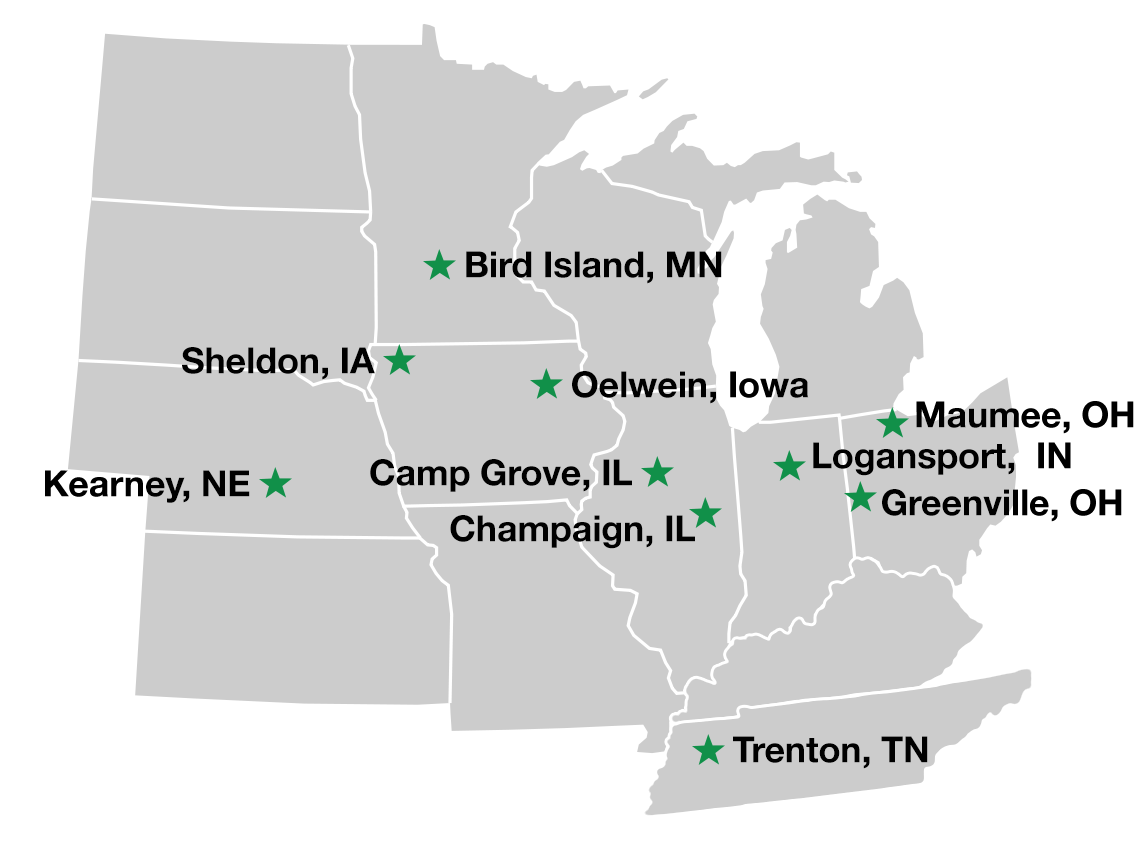 Bird Island, MN
Sheldon, IA
Oelwein, Iowa
Maumee, OH
Logansport, IN
Camp Grove, IL
Kearney, NE
Greenville, OH
Champaign, IL
Trenton, TN